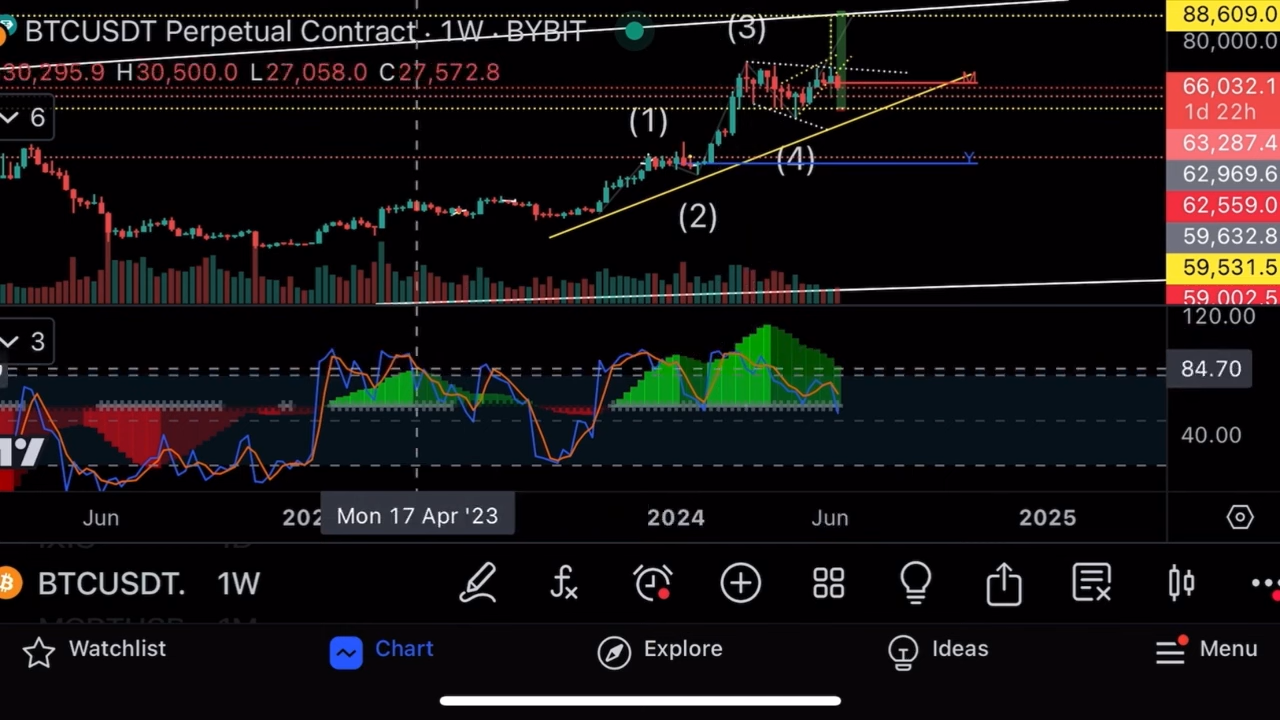 BTCUSDT Perpetual Contract · 1W · BYBIT
(3)
88,609.0
80,000.0
30,295.9 H30,500.0 L27,058.0 C27,572.8
M
66,032.1
1d 22h
6
(1)
63,287.4
(4)
Y
62,969.6
(2)
62,559.0
59,632.8
59,531.5
59,002.5
120.00
3
84.70
40.00
Jun
202
Mon 17 Apr '23
2024
Jun
2025
BTCUSDT. 1W
Watchlist
Chart
Explore
Ideas
Menu